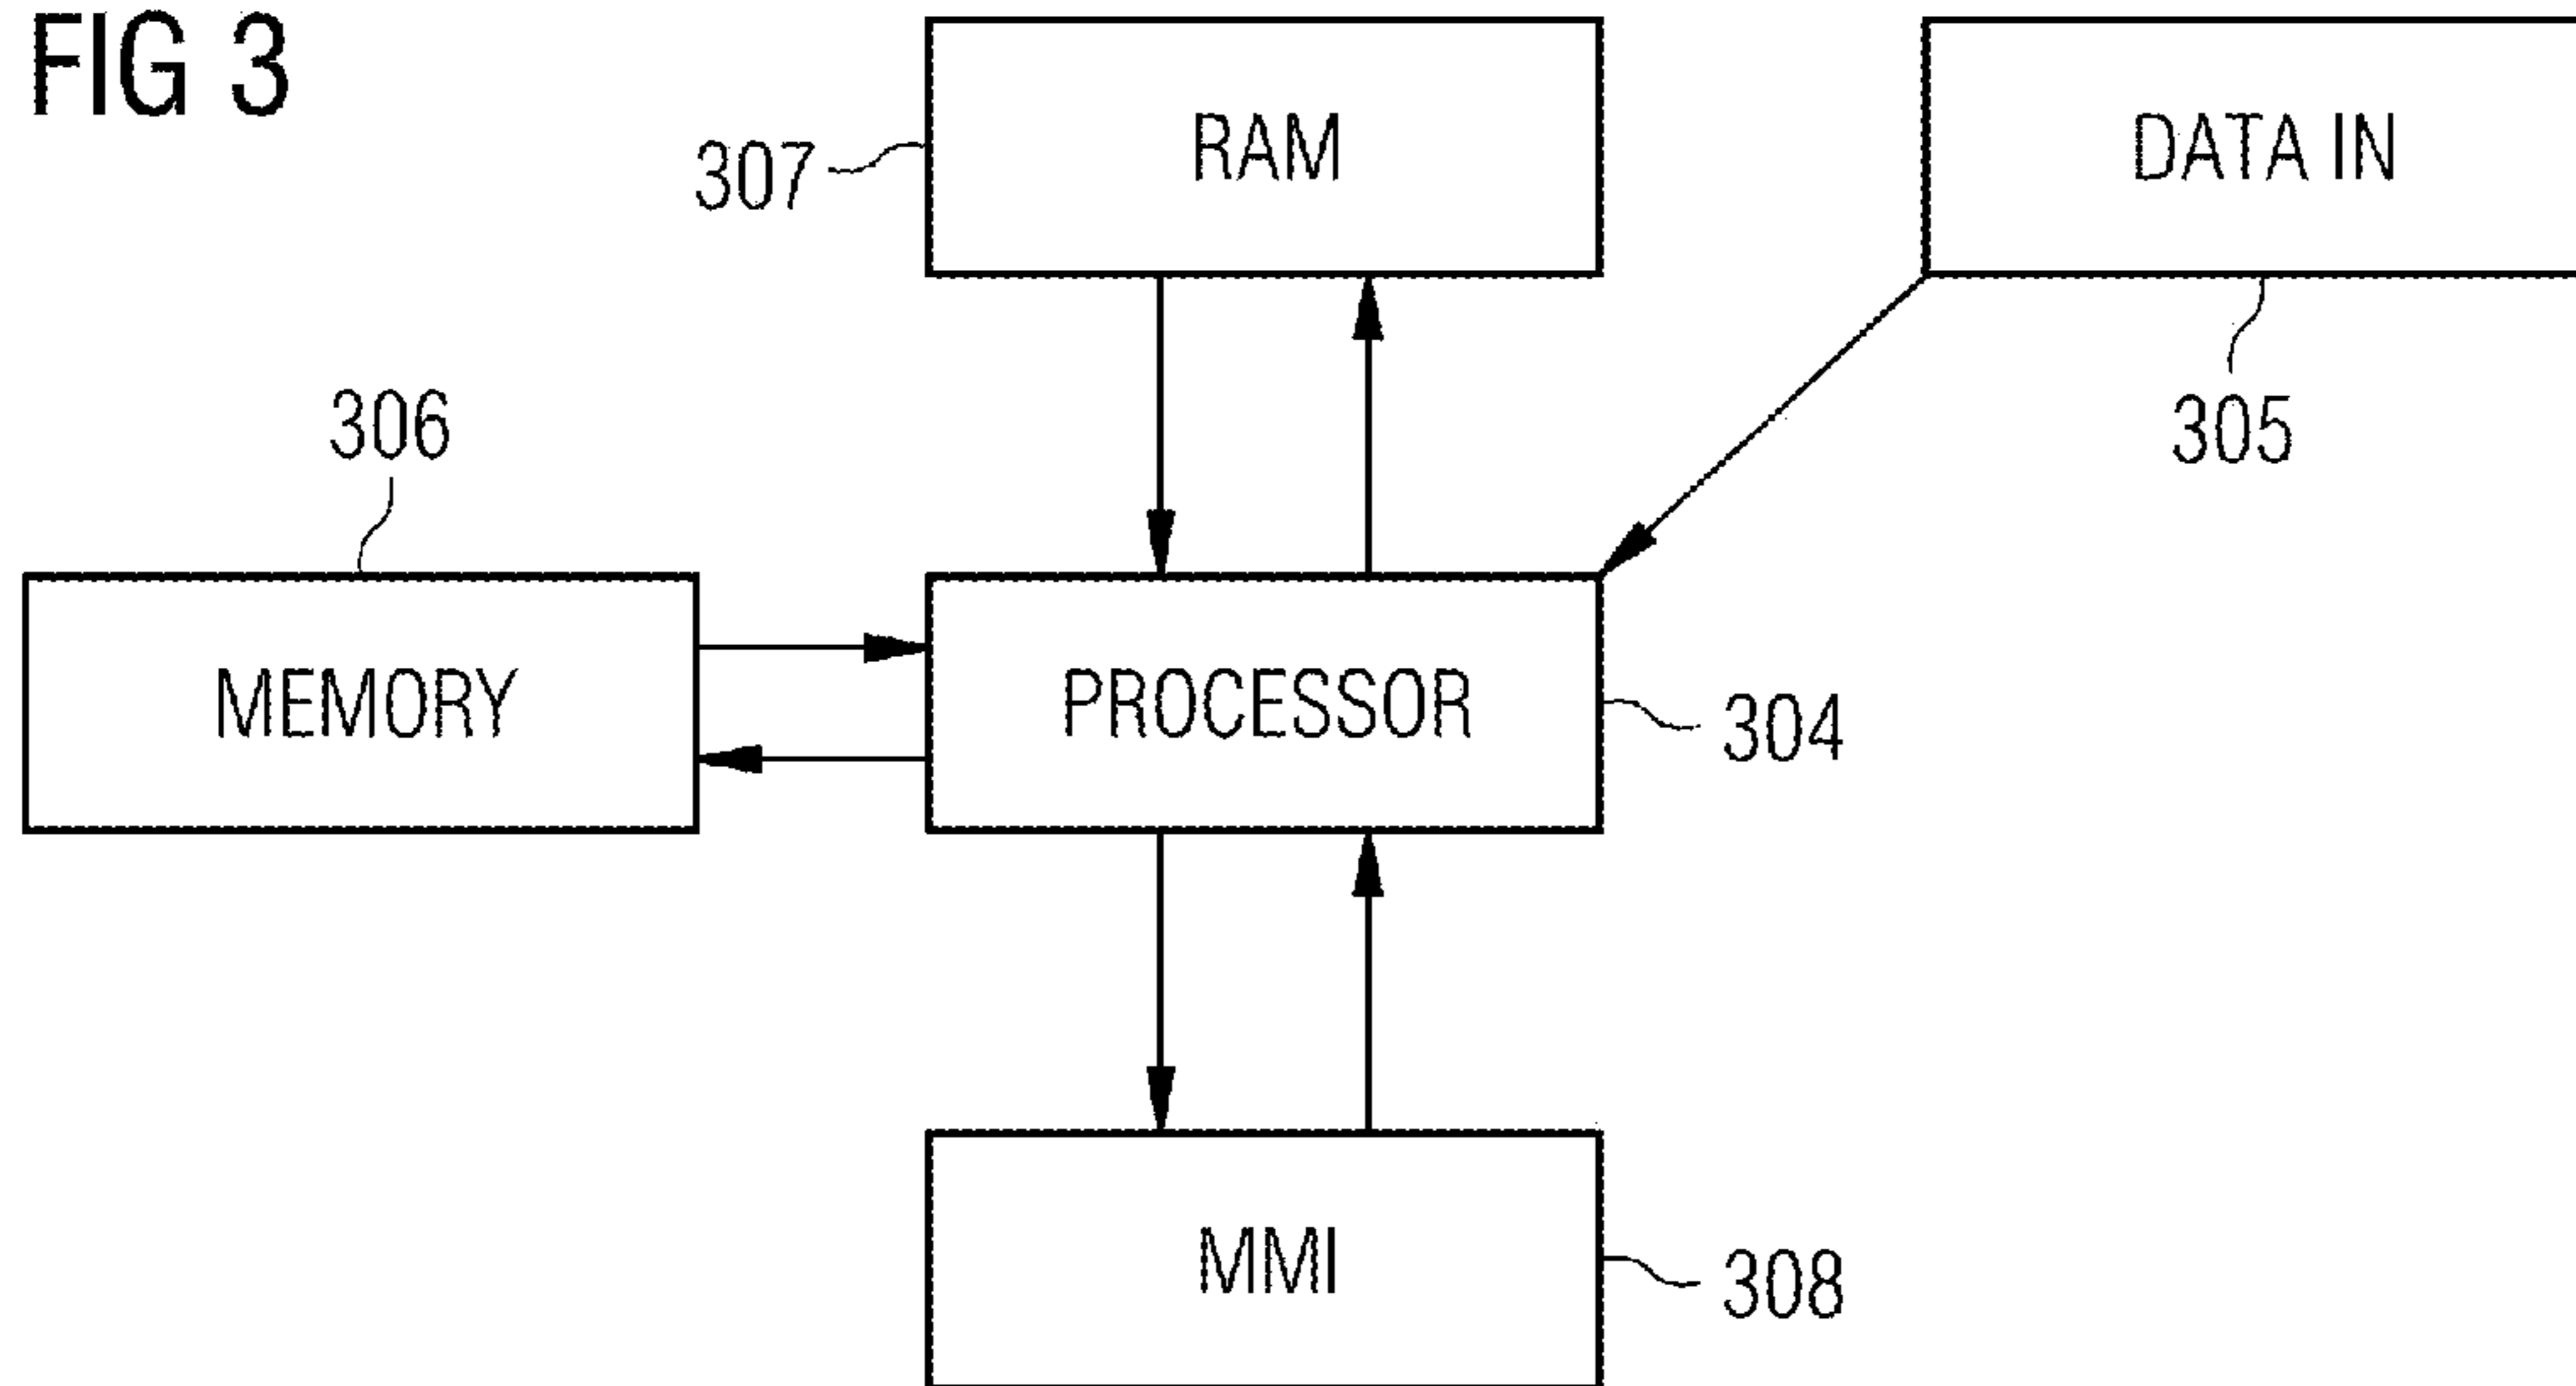 FIG 3
RAM
DATA IN
307
306
305
MEMORY
PROCESSOR
304
MMI
308